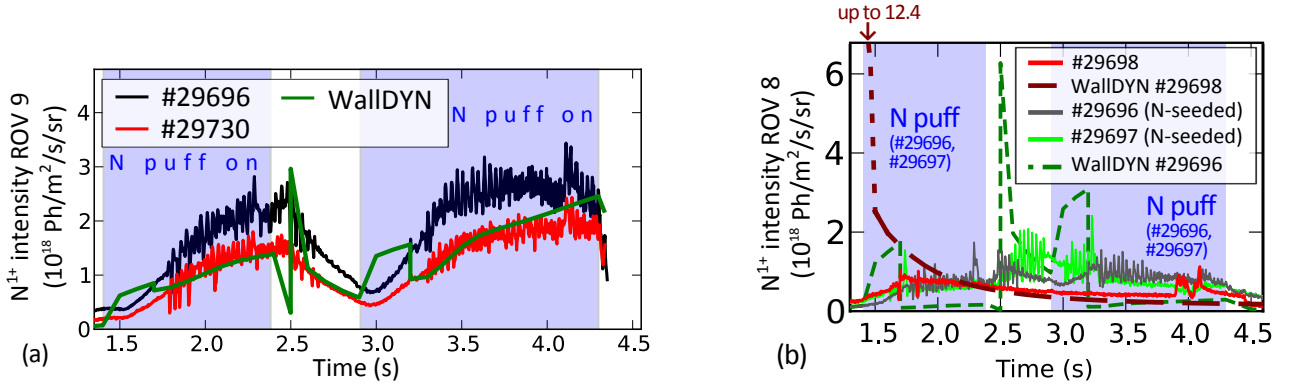 N¹⁺ intensity ROV 9
(10¹⁸ Ph/m²/s/sr)
4
3
2
1
0
#29696
#29730
WallDYN
N puff on
N puff on
1.5
2.0
2.5
3.0
3.5
4.0
4.5
Time (s)
(a)
up to 12.4
N¹⁺ intensity ROV 8
(10¹⁸ Ph/m²/s/sr)
6
4
2
0
#29698
WallDYN #29698
#29696 (N-seeded)
#29697 (N-seeded)
WallDYN #29696
N puff
(#29696,
#29697)
N puff
(#29696,
#29697)
1.5
2.0
2.5
3.0
3.5
4.0
4.5
Time (s)
(b)